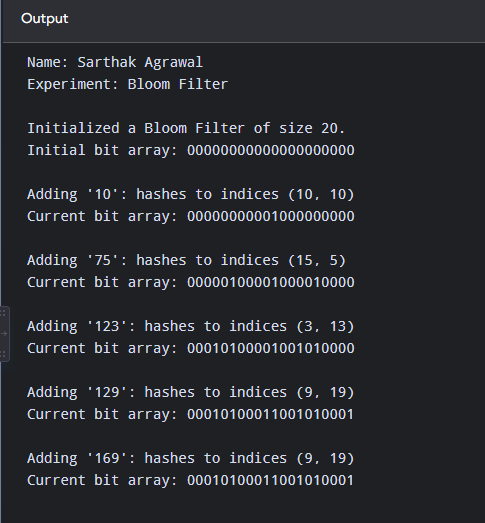 Output
Name: Sarthak Agrawal
Experiment: Bloom Filter
Initialized a Bloom Filter of size 20.
Initial bit array: 00000000000000000000
Adding '10': hashes to indices (10, 10)
Current bit array: 00000000001000000000
Adding '75': hashes to indices (15, 5)
Current bit array: 00000100001000010000
Adding '123': hashes to indices (3, 13)
Current bit array: 00010100001001010000
Adding '129': hashes to indices (9, 19)
Current bit array: 00010100011001010001
Adding '169': hashes to indices (9, 19)
Current bit array: 00010100011001010001